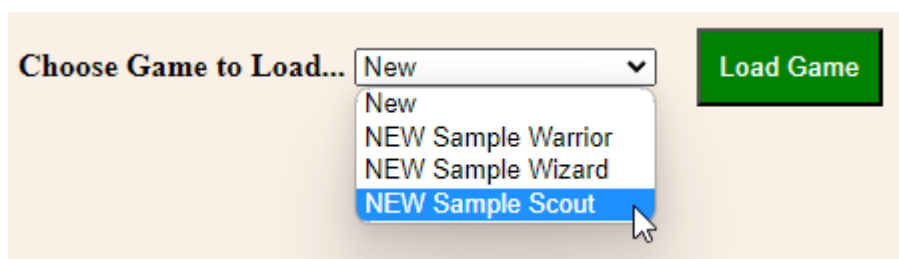 Choose Game to Load... New Load Game
New
NEW Sample Warrior
NEW Sample Wizard
NEW Sample Scout